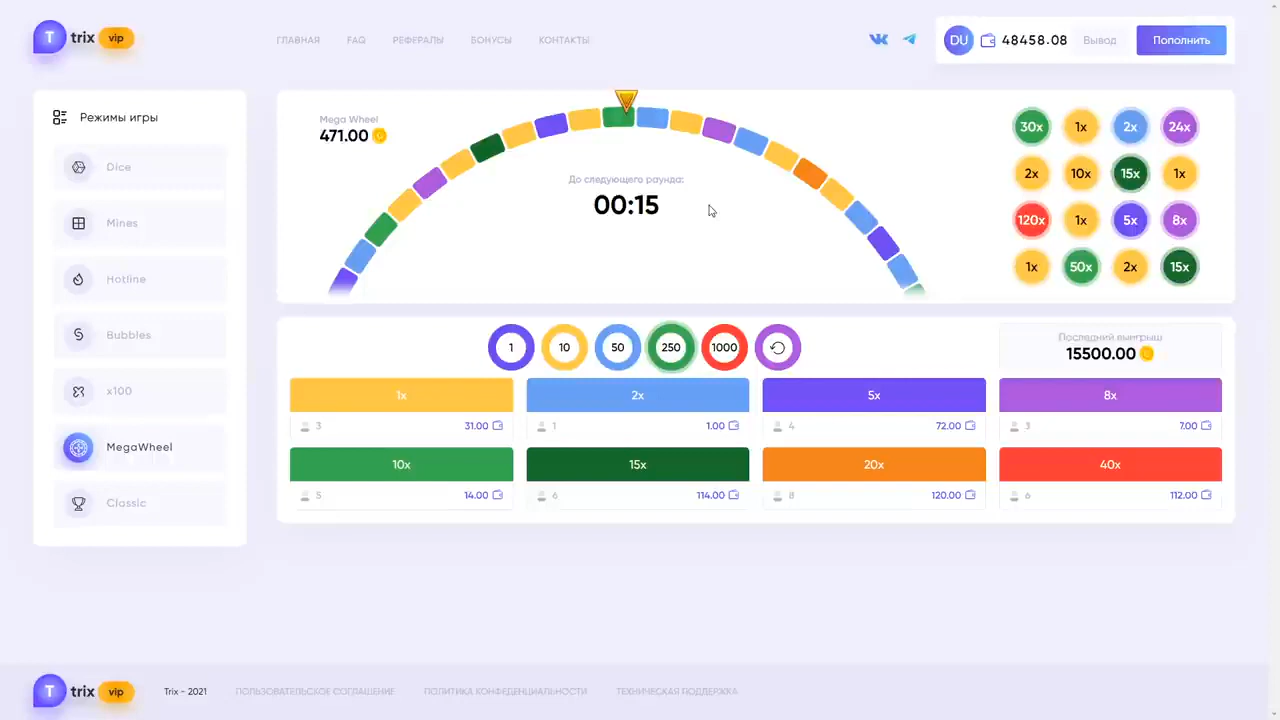 T trix vip
ГЛАВНАЯ FAQ РЕФЕРАЛЫ БОНУСЫ КОНТАКТЫ
DU 48458.08 Вывод Пополнить
Режимы игры
Dice
Mines
Hotline
Bubbles
x100
MegaWheel
Classic
Mega Wheel
471.00
До следующего раунда:
00:15
30x 1x 2x 24x
2x 10x 15x 1x
120x 1x 5x 8x
1x 50x 2x 15x
1 10 50 250 1000
Последний выигрыш
15500.00
1x 2x 5x 8x
3 31.00 1 1.00 4 72.00 3 7.00
10x 15x 20x 40x
5 14.00 6 114.00 8 120.00 6 112.00
T trix vip Trix - 2021 ПОЛЬЗОВАТЕЛЬСКОЕ СОГЛАШЕНИЕ ПОЛИТИКА КОНФЕДЕНЦИАЛЬНОСТИ ТЕХНИЧЕСКАЯ ПОДДЕРЖКА